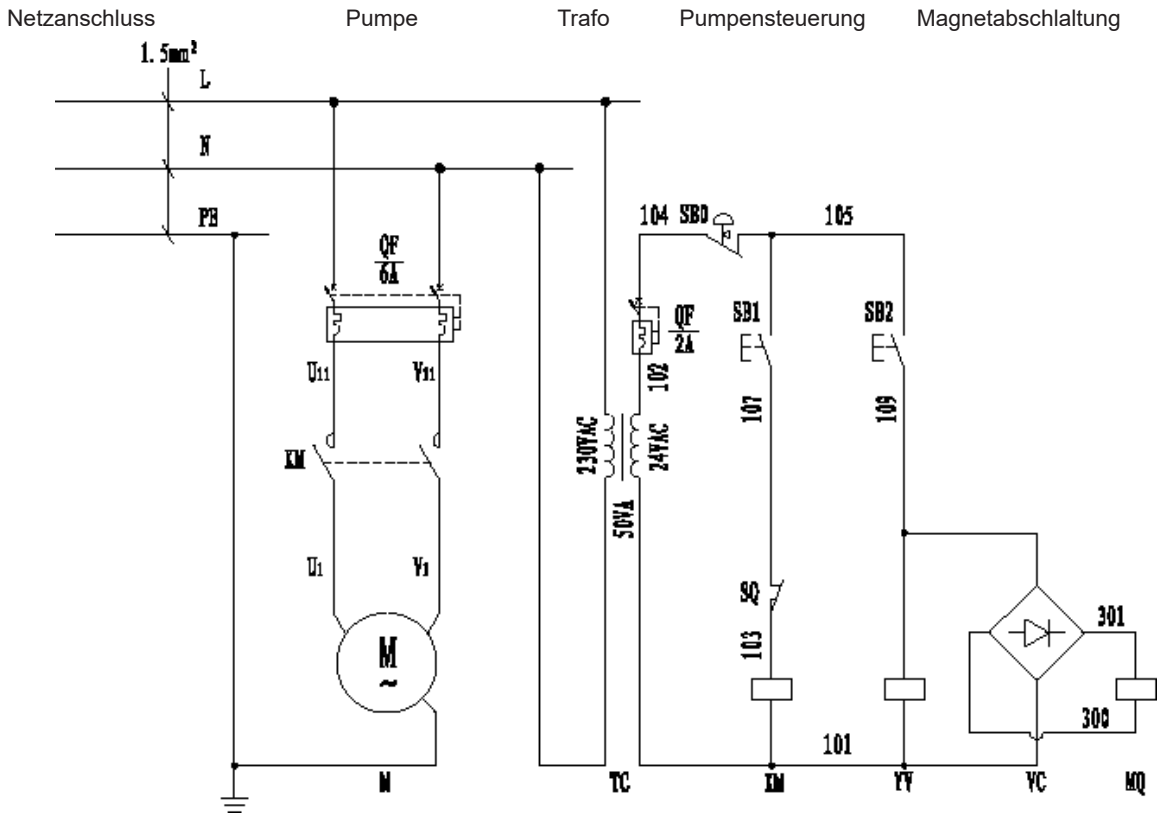 Netzanschluss Pumpe Trafo Pumpensteuerung Magnetabschlaltung
1.5mm²
L
N
PE
104 SB0 105
QF
6A
SB1 SB2
QF
2A
U11 V11
102
107 109
KM
230VAC 24VAC
50VA
U1 V1
SQ
103
301
M
~
300
101
M TC KM YV VC MQ